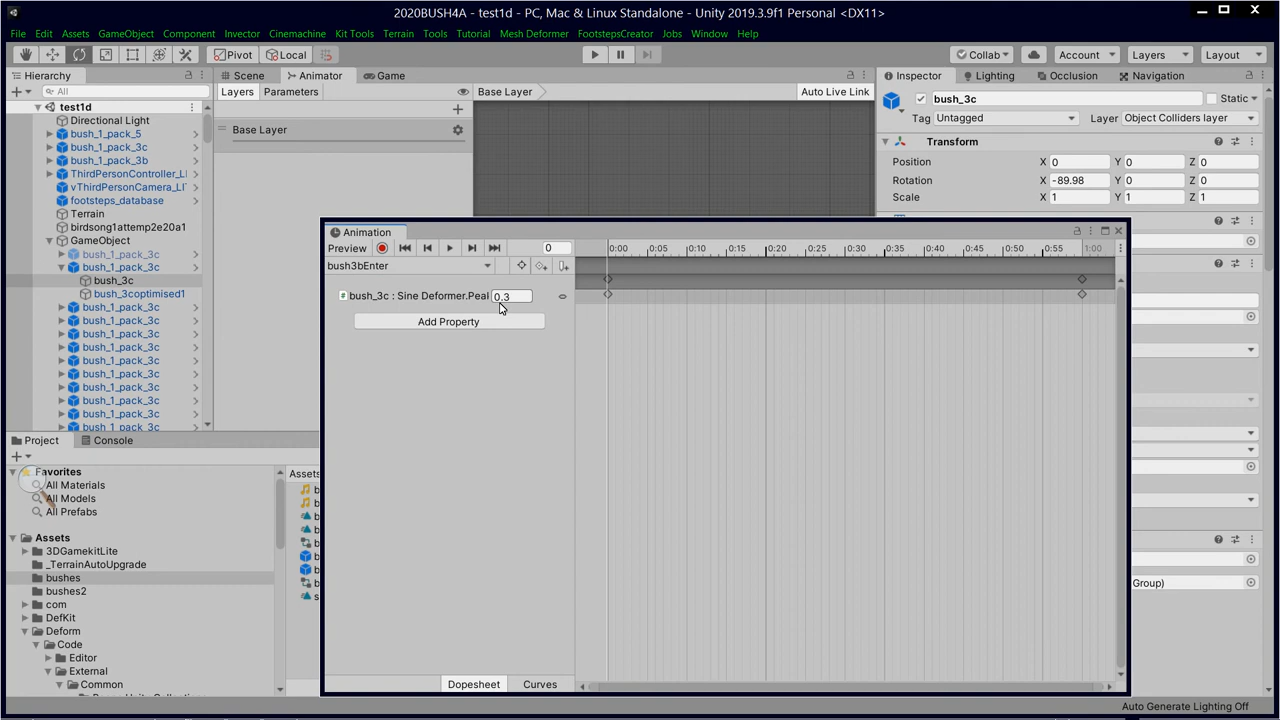 2020BUSH4A - test1d - PC, Mac & Linux Standalone - Unity 2019.3.9f1 Personal <DX11>
File Edit Assets GameObject Component Invector Cinemachine Kit Tools Terrain Tools Tutorial Mesh Deformer FootstepsCreator Jobs Window Help
Pivot Local Collab Account Layers Layout
Hierarchy Scene Animator Game Inspector Lighting Occlusion Navigation
All Layers Parameters Base Layer Auto Live Link bush_3c Static
test1d
Tag Untagged Layer Object Colliders layer
Directional Light
bush_1_pack_5 Base Layer
bush_1_pack_3c Transform
bush_1_pack_3b Position X 0 Y 0 Z 0
ThirdPersonController_LI Rotation X -89.98 Y 0 Z 0
vThirdPersonCamera_LI Scale X 1 Y 1 Z 1
footsteps_database
Terrain
birdsong1attemp2e20a1
GameObject
bush_1_pack_3c
bush_1_pack_3c
bush_3c
bush_3coptimised1
bush_1_pack_3c
bush_1_pack_3c
bush_1_pack_3c
bush_1_pack_3c
bush_1_pack_3c
bush_1_pack_3c
bush_1_pack_3c
bush_1_pack_3c
bush_1_pack_3c
bush_1_pack_3c
Animation
Preview 0 0:00 0:05 0:10 0:15 0:20 0:25 0:30 0:35 0:40 0:45 0:50 0:55 1:00
bush3bEnter
bush_3c : Sine Deformer.Peal 0.3
Add Property
Dopesheet Curves
Project Console
Favorites
All Materials
All Models
All Prefabs
Assets
3DGamekitLite
_TerrainAutoUpgrade
bushes
bushes2
com
DefKit
Deform
Code
Editor
External
Common
Assets
b
b
b
b
b
b
b
b
s
Group)
Auto Generate Lighting Off